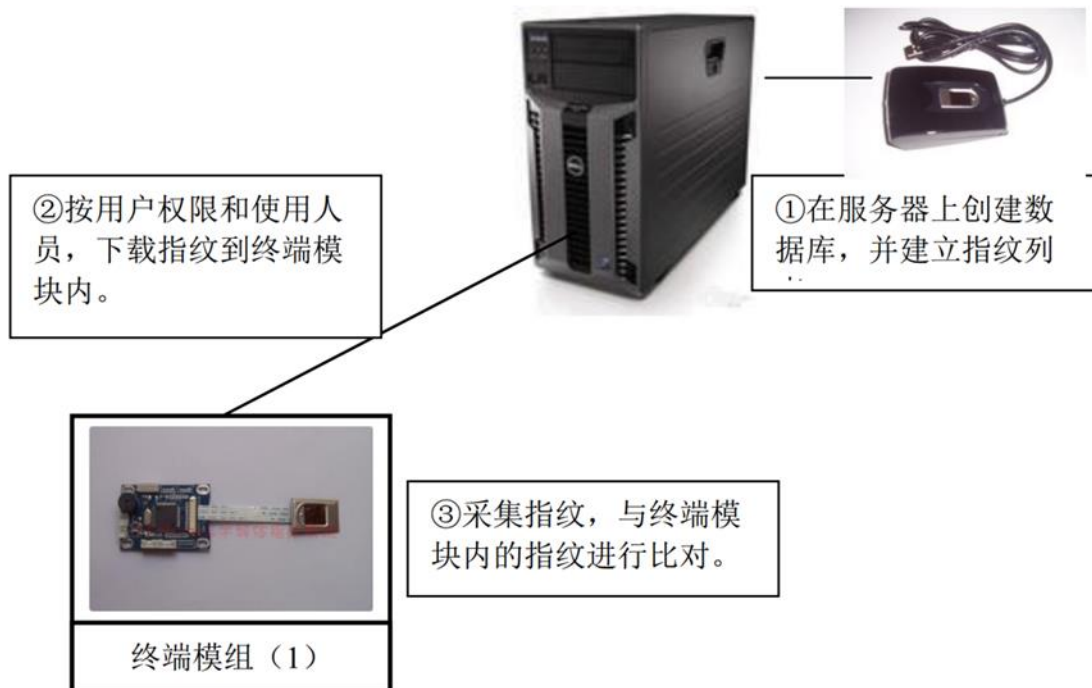 ①在服务器上创建数
据库，并建立指纹列
②按用户权限和使用人
员，下载指纹到终端模
块内。
③采集指纹，与终端模
块内的指纹进行比对。
终端模组（1）